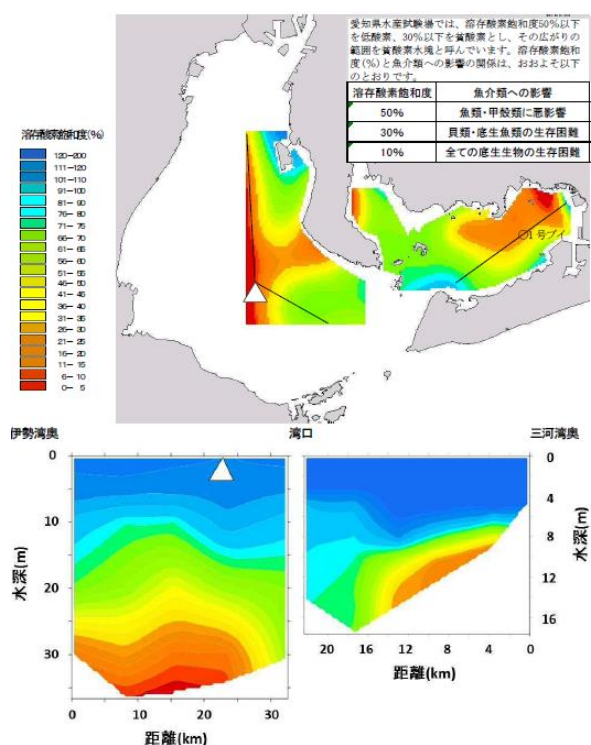 愛知県水産試験場では、溶存酸素飽和度50%以下
を低酸素、30%以下を貧酸素とし、その広がりの
範囲を貧酸素水塊と呼んでいます。溶存酸素飽和
度(%)と魚介類への影響の関係は、おおよそ以下
のとおりです。
溶存酸素飽和度 魚介類への影響
50% 魚類・甲殻類に悪影響
30% 貝類・底生魚類の生存困難
10% 全ての底生生物の生存困難
溶存酸素飽和度(%)
120-200
111-120
101-110
91-100
81-90
76-80
71-75
66-70
61-65
56-60
51-55
46-50
41-45
36-40
31-35
26-30
21-25
16-20
11-15
6-10
0-5
1号ブイ
伊勢湾奥 湾口 三河湾奥
0
10
20
30
水深(m)
0 10 20 30
距離(km)
0
4
8
12
16
水深(m)
20 16 12 8 4 0
距離(km)